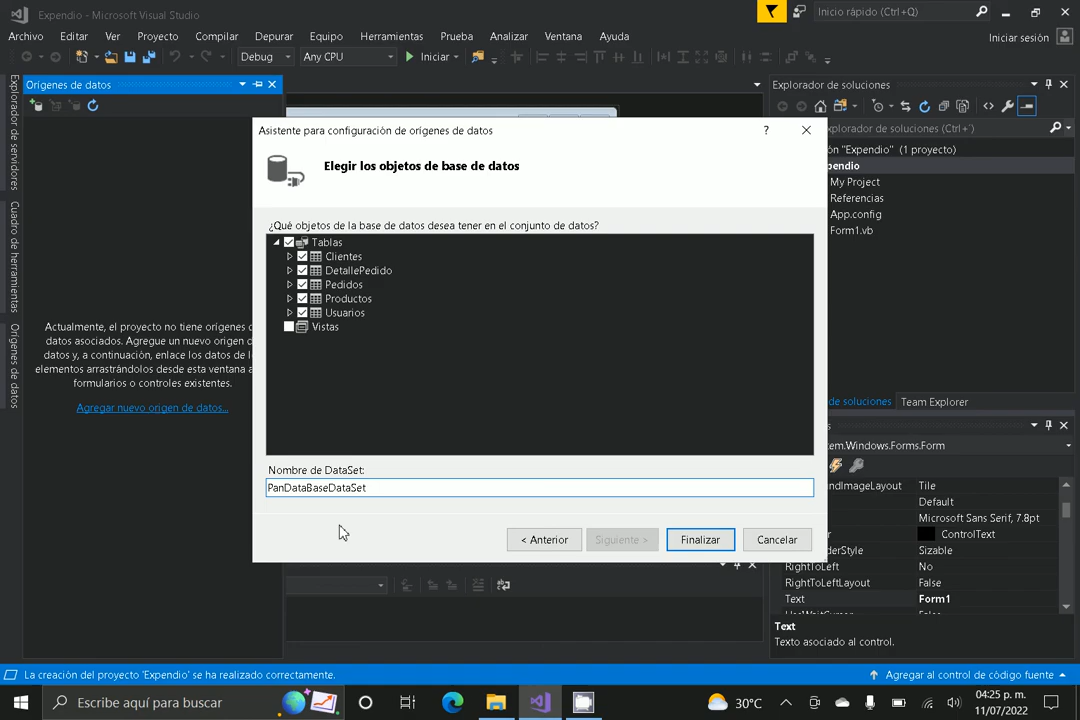 Expendio - Microsoft Visual Studio
Inicio rápido (Ctrl+Q)
Archivo Editar Ver Proyecto Compilar Depurar Equipo Herramientas Prueba Analizar Ventana Ayuda
Iniciar sesión
Debug Any CPU Iniciar
Orígenes de datos
Explorador de soluciones
xplorador de soluciones (Ctrl+')
Explorador de servidores
Cuadro de herramientas
Orígenes de datos
ón "Expendio" (1 proyecto)
pendio
My Project
Referencias
App.config
Form1.vb
Asistente para configuración de orígenes de datos
?
Elegir los objetos de base de datos
¿Qué objetos de la base de datos desea tener en el conjunto de datos?
Tablas
Clientes
DetallePedido
Pedidos
Productos
Usuarios
Vistas
Nombre de DataSet:
PanDataBaseDataSet
< Anterior
Siguiente >
Finalizar
Cancelar
Actualmente, el proyecto no tiene orígenes d
datos asociados. Agregue un nuevo origen d
datos y, a continuación, enlace los datos de l
elementos arrastrándolos desde esta ventana a
formularios o controles existentes.
Agregar nuevo origen de datos...
de soluciones
Team Explorer
em.Windows.Forms.Form
ndImageLayout Tile
Default
Microsoft Sans Serif, 7.8pt
ControlText
derStyle Sizable
RightToLeft No
RightToLeftLayout False
Text Form1
Text
Texto asociado al control.
La creación del proyecto 'Expendio' se ha realizado correctamente.
Agregar al control de código fuente
Escribe aquí para buscar
30°C
04:25 p. m.
11/07/2022